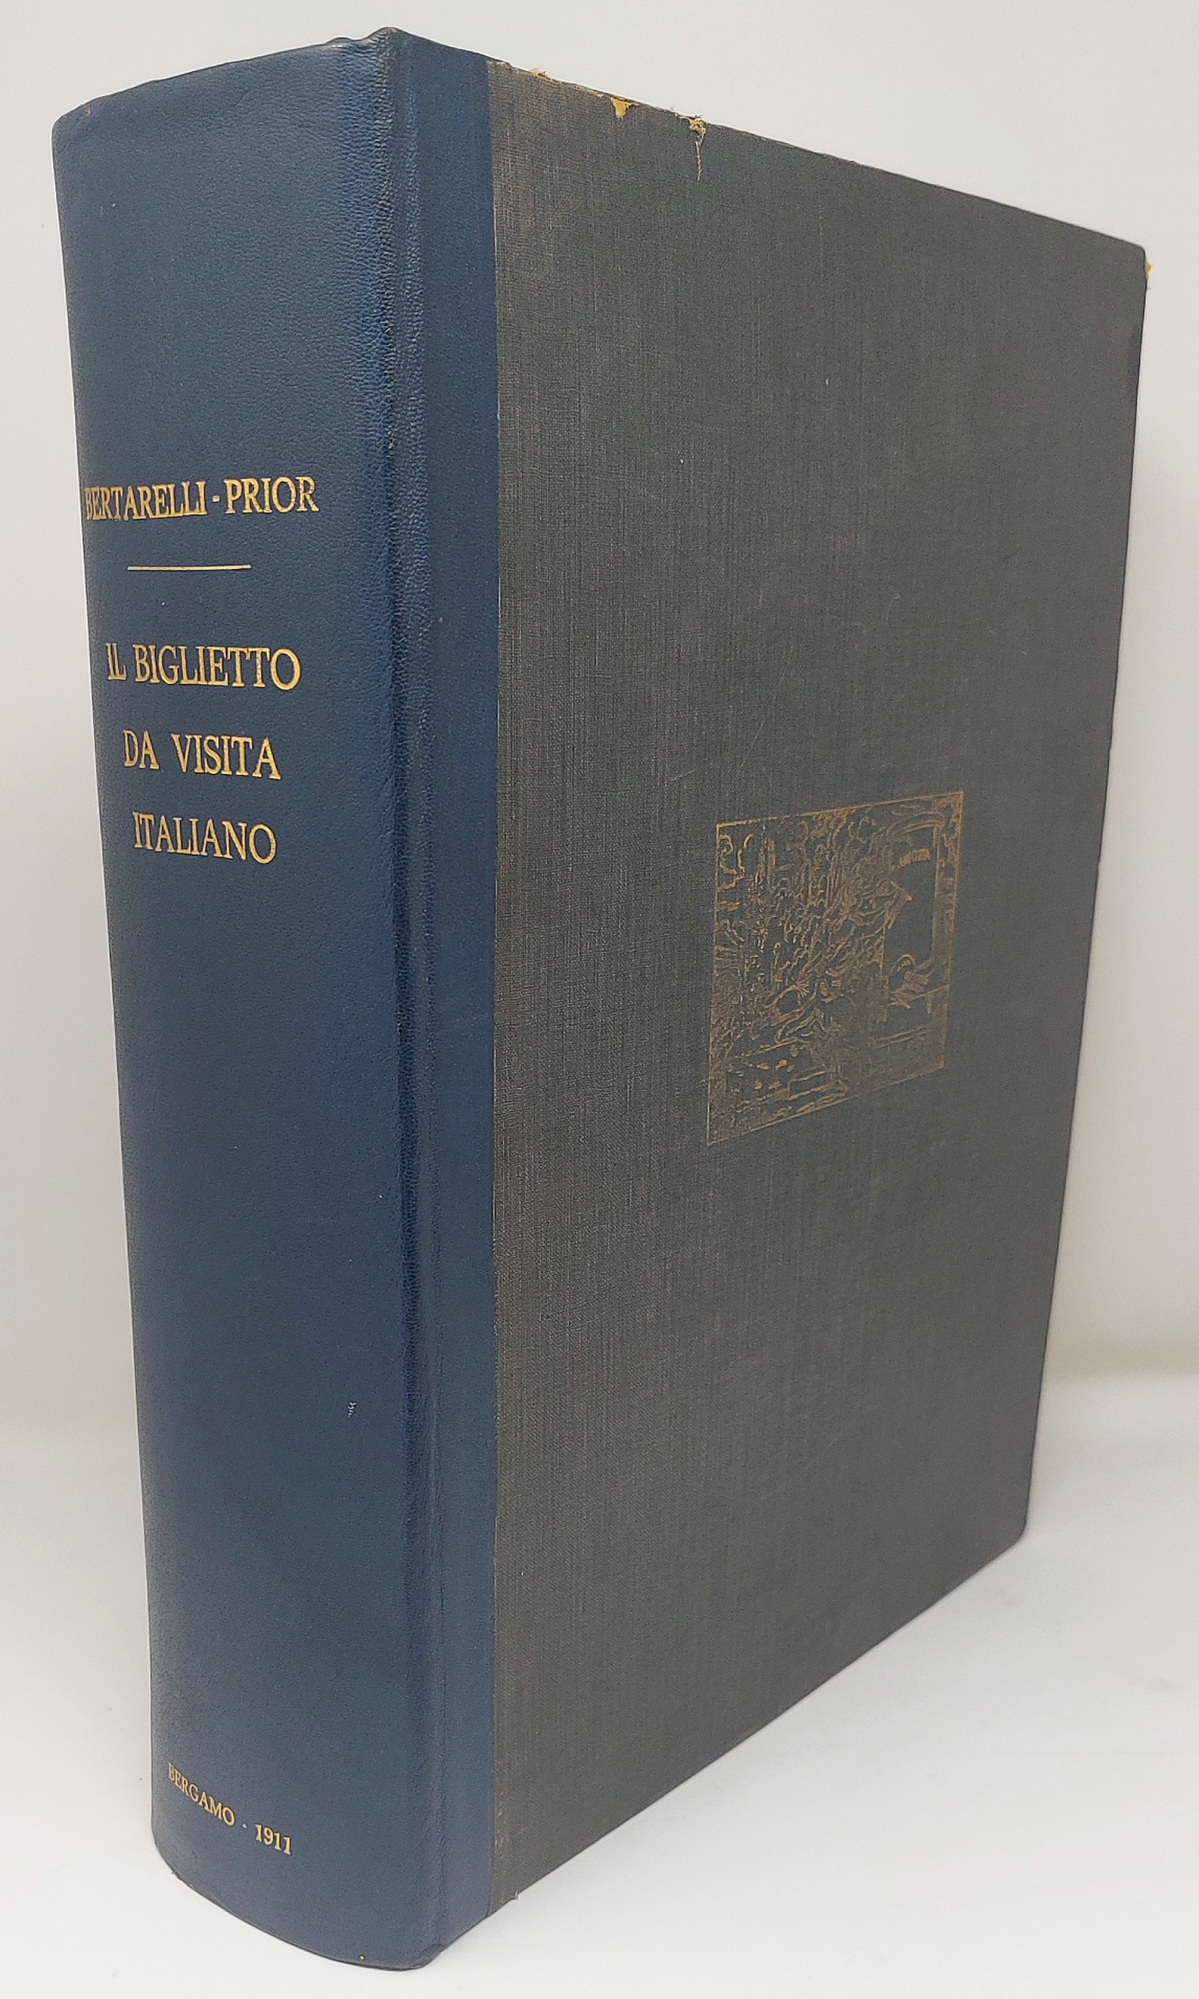 BERTARELLI - PRIOR
IL BIGLIETTO
DA VISITA
ITALIANO
BERGAMO - 1911